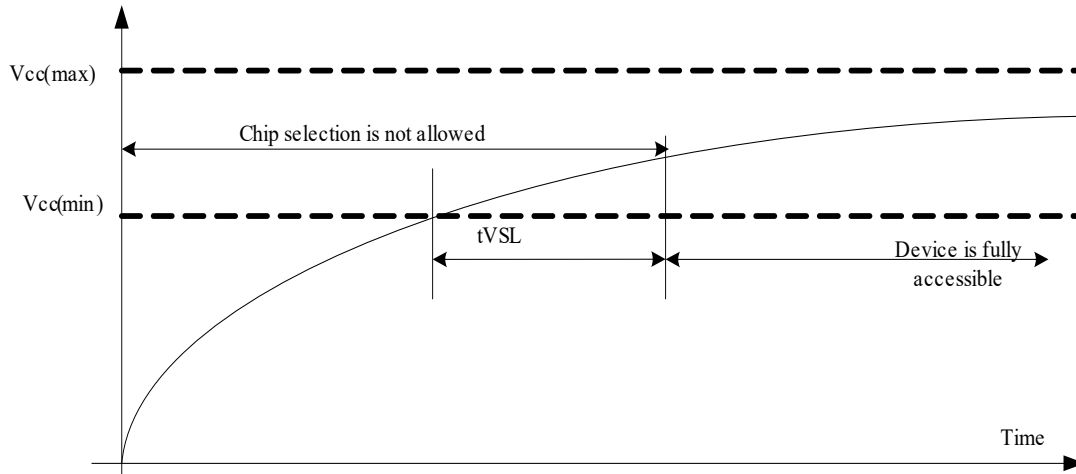 Vcc(max)
Chip selection is not allowed
Vcc(min)
tVSL
Device is fully
accessible
Time